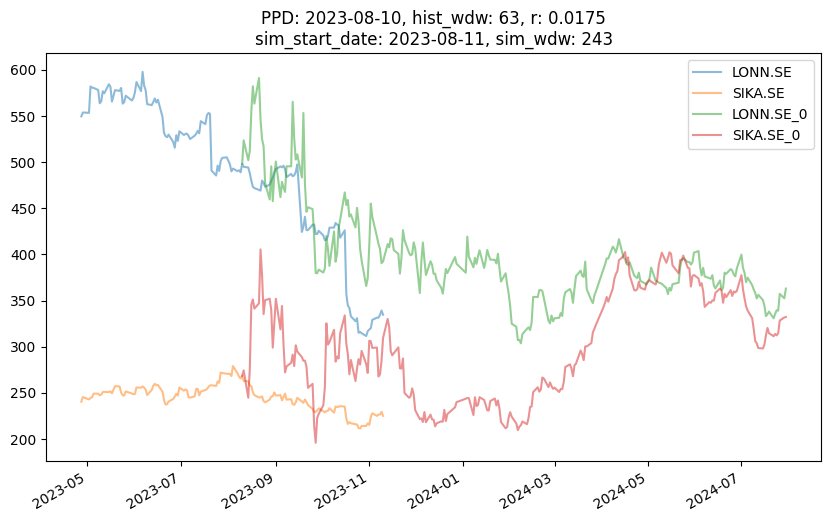 PPD: 2023-08-10, hist_wdw: 63, r: 0.0175
sim_start_date: 2023-08-11, sim_wdw: 243
LONN.SE
SIKA.SE
LONN.SE_0
SIKA.SE_0
600
550
500
450
400
350
300
250
200
2023-05
2023-07
2023-09
2023-11
2024-01
2024-03
2024-05
2024-07